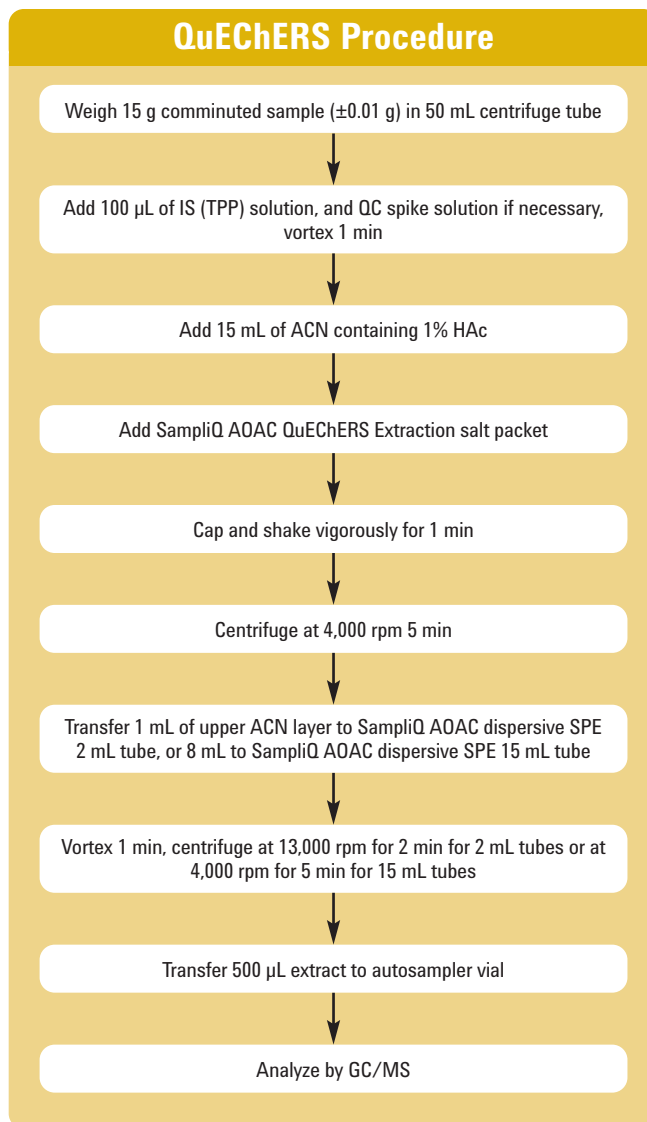 QuEChERS Procedure
Weigh 15 g comminuted sample (±0.01 g) in 50 mL centrifuge tube
Add 100 µL of IS (TPP) solution, and QC spike solution if necessary,
vortex 1 min
Add 15 mL of ACN containing 1% HAc
Add SampliQ AOAC QuEChERS Extraction salt packet
Cap and shake vigorously for 1 min
Centrifuge at 4,000 rpm 5 min
Transfer 1 mL of upper ACN layer to SampliQ AOAC dispersive SPE
2 mL tube, or 8 mL to SampliQ AOAC dispersive SPE 15 mL tube
Vortex 1 min, centrifuge at 13,000 rpm for 2 min for 2 mL tubes or at
4,000 rpm for 5 min for 15 mL tubes
Transfer 500 µL extract to autosampler vial
Analyze by GC/MS